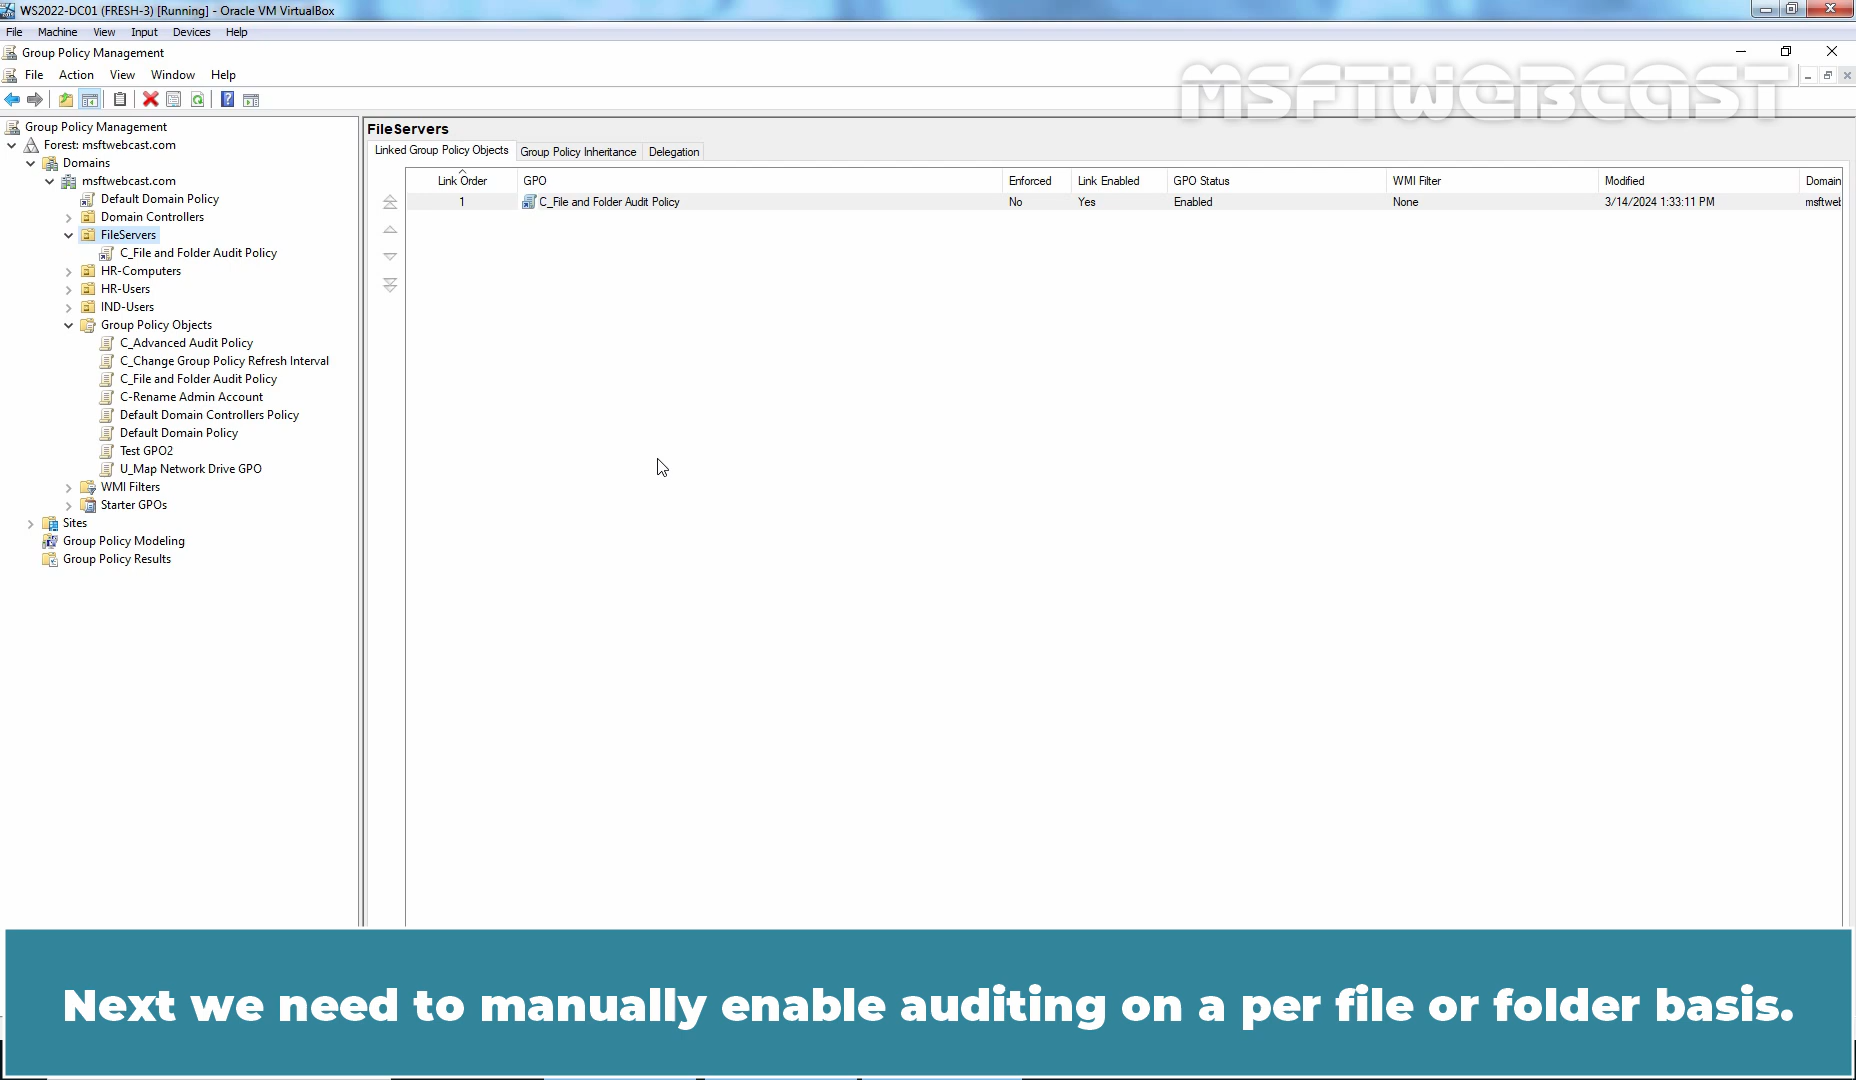 WS2022-DC01 (FRESH-3) [Running] - Oracle VM VirtualBox
File Machine View Input Devices Help
Group Policy Management
File Action View Window Help
MSFTWEBCAST
Group Policy Management
Forest: msftwebcast.com
Domains
msftwebcast.com
Default Domain Policy
Domain Controllers
FileServers
C_File and Folder Audit Policy
HR-Computers
HR-Users
IND-Users
Group Policy Objects
C_Advanced Audit Policy
C_Change Group Policy Refresh Interval
C_File and Folder Audit Policy
C-Rename Admin Account
Default Domain Controllers Policy
Default Domain Policy
Test GPO2
U_Map Network Drive GPO
WMI Filters
Starter GPOs
Sites
Group Policy Modeling
Group Policy Results
FileServers
Linked Group Policy Objects Group Policy Inheritance Delegation
Link Order GPO Enforced Link Enabled GPO Status WMI Filter Modified Domain
1 C_File and Folder Audit Policy No Yes Enabled None 3/14/2024 1:33:11 PM msftweb
Next we need to manually enable auditing on a per file or folder basis.